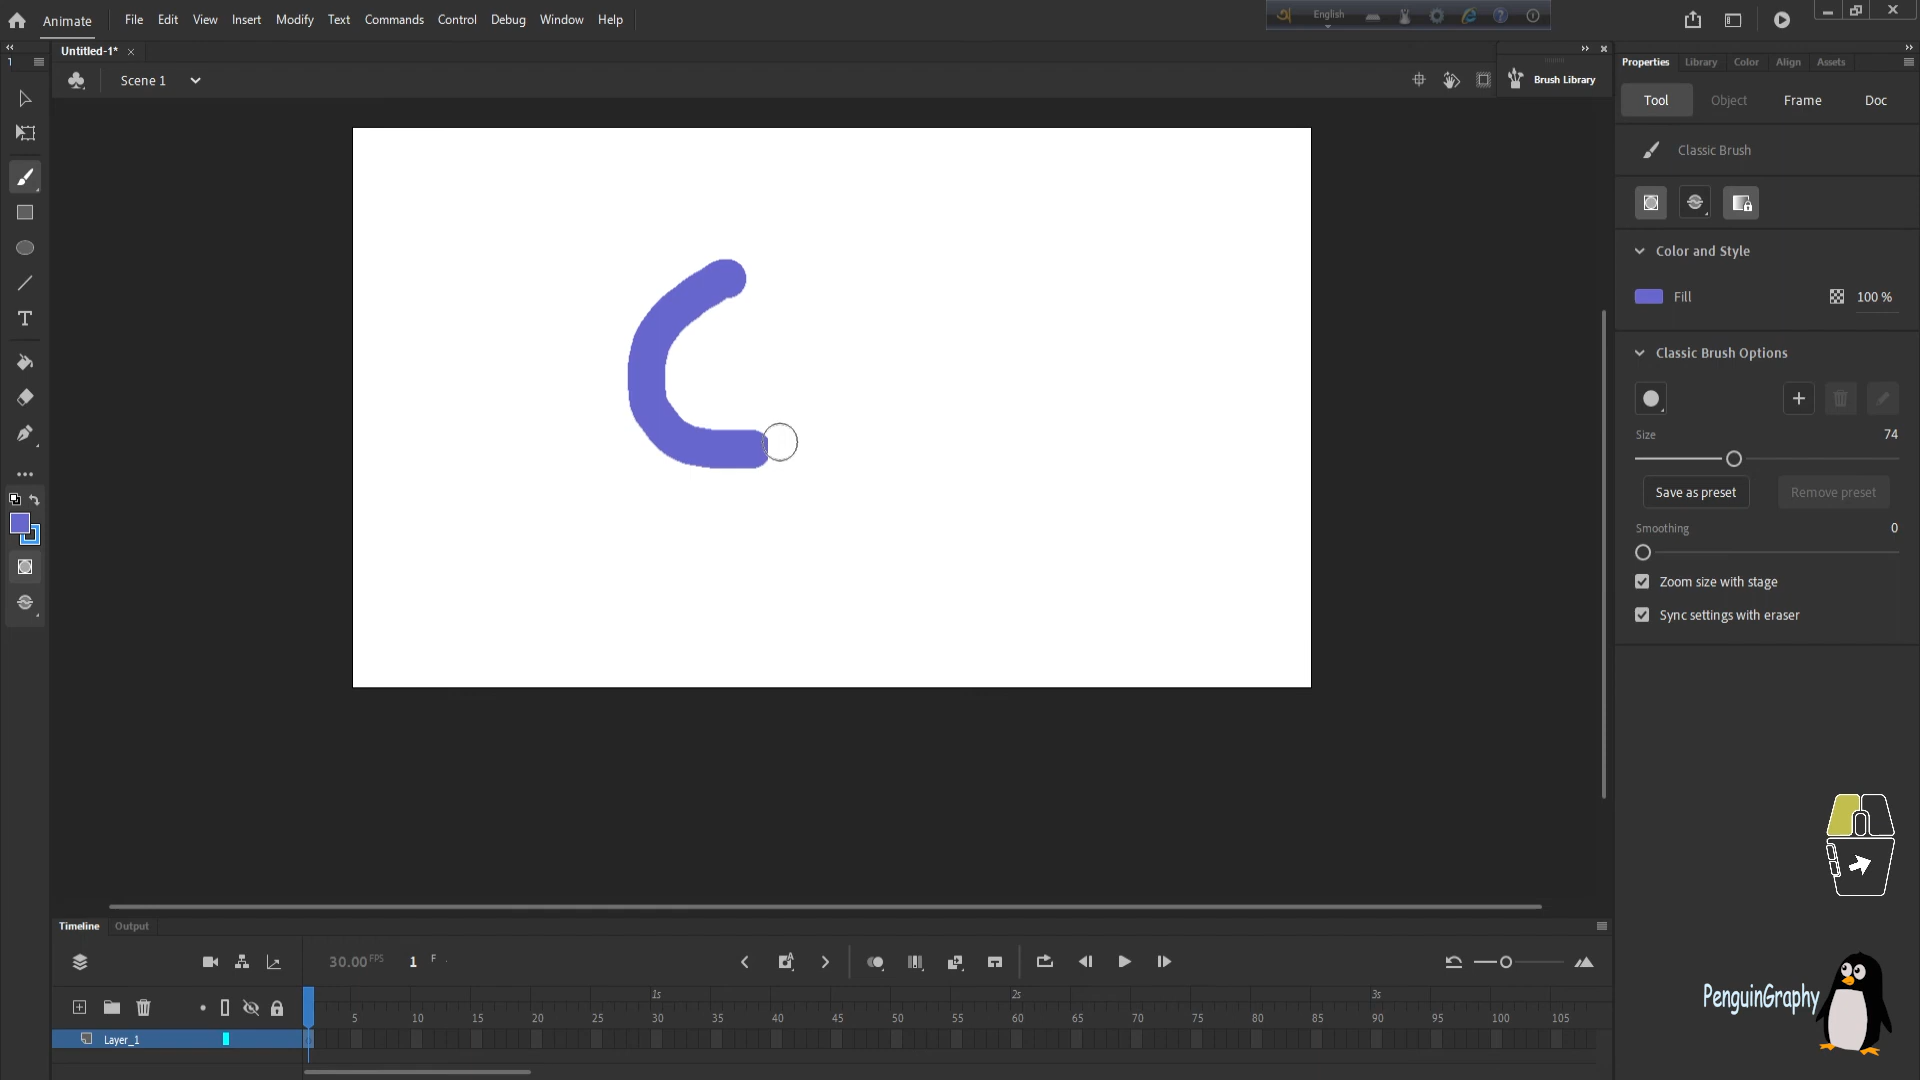 Animate File Edit View Insert Modify Text Commands Control Debug Window Help English
Untitled-1*
Scene 1
Brush Library
Properties Library Color Align Assets
Tool Object Frame Doc
Classic Brush
Color and Style
Fill 100 %
Classic Brush Options
Size 74
Save as preset Remove preset
Smoothing 0
Zoom size with stage
Sync settings with eraser
PenguinGraphy
Timeline Output
30.00 FPS 1 F
1s 2s 3s
5 10 15 20 25 30 35 40 45 50 55 60 65 70 75 80 85 90 95 100 105
Layer_1